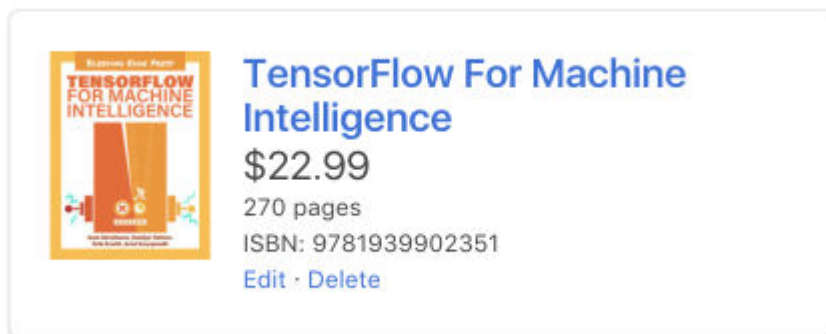 BLEEDING EDGE PRESS
TENSORFLOW
FOR MACHINE
INTELLIGENCE
TensorFlow For Machine
Intelligence
$22.99
270 pages
ISBN: 9781939902351
Edit · Delete